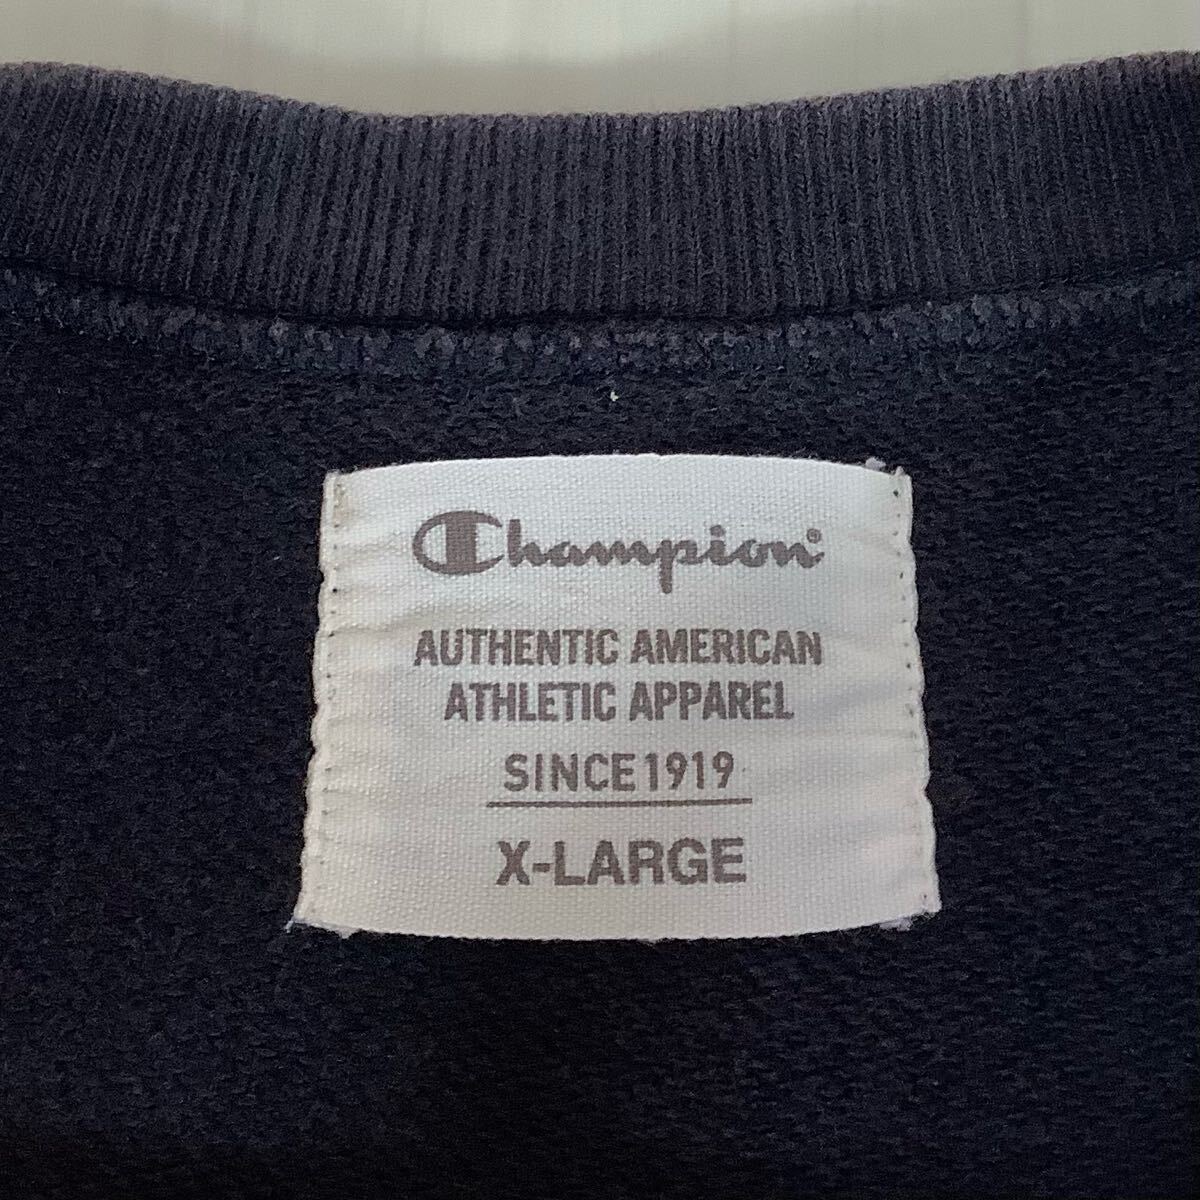 Champion®
AUTHENTIC AMERICAN
ATHLETIC APPAREL
SINCE 1919
X-LARGE